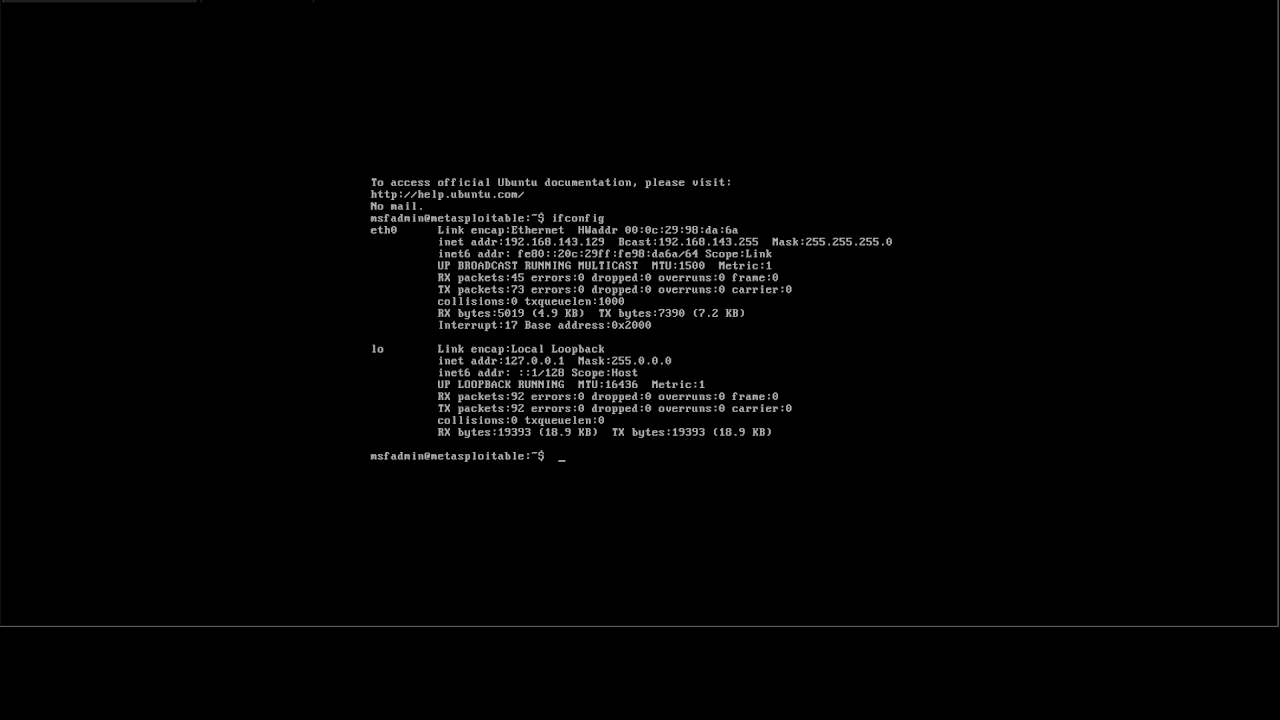 To access official Ubuntu documentation, please visit:
http://help.ubuntu.com/
No mail.
msfadmin@metasploitable:~$ ifconfig
eth0      Link encap:Ethernet  HWaddr 00:0c:29:98:da:6a
          inet addr:192.168.143.129  Bcast:192.168.143.255  Mask:255.255.255.0
          inet6 addr: fe80::20c:29ff:fe98:da6a/64 Scope:Link
          UP BROADCAST RUNNING MULTICAST  MTU:1500  Metric:1
          RX packets:45 errors:0 dropped:0 overruns:0 frame:0
          TX packets:73 errors:0 dropped:0 overruns:0 carrier:0
          collisions:0 txqueuelen:1000
          RX bytes:5019 (4.9 KB)  TX bytes:7390 (7.2 KB)
          Interrupt:17 Base address:0x2000
lo        Link encap:Local Loopback
          inet addr:127.0.0.1  Mask:255.0.0.0
          inet6 addr: ::1/128 Scope:Host
          UP LOOPBACK RUNNING  MTU:16436  Metric:1
          RX packets:92 errors:0 dropped:0 overruns:0 frame:0
          TX packets:92 errors:0 dropped:0 overruns:0 carrier:0
          collisions:0 txqueuelen:0
          RX bytes:19393 (18.9 KB)  TX bytes:19393 (18.9 KB)
msfadmin@metasploitable:~$  _